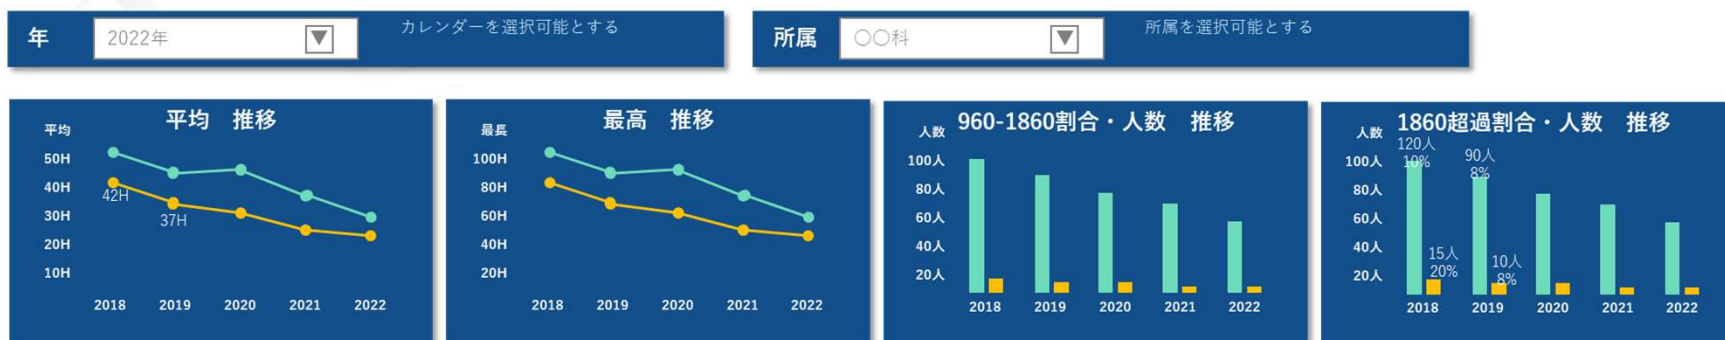 年 2022年 ▼ カレンダーを選択可能とする
所属 〇〇科 ▼ 所属を選択可能とする
平均 推移
平均
50H
40H
30H
20H
10H
42H
37H
2018 2019 2020 2021 2022
最高 推移
最長
100H
80H
60H
40H
20H
2018 2019 2020 2021 2022
960-1860割合・人数 推移
人数
100人
80人
60人
40人
20人
2018 2019 2020 2021 2022
1860超過割合・人数 推移
人数
100人
80人
60人
40人
20人
120人
10%
90人
8%
15人
20%
10人
8%
2018 2019 2020 2021 2022